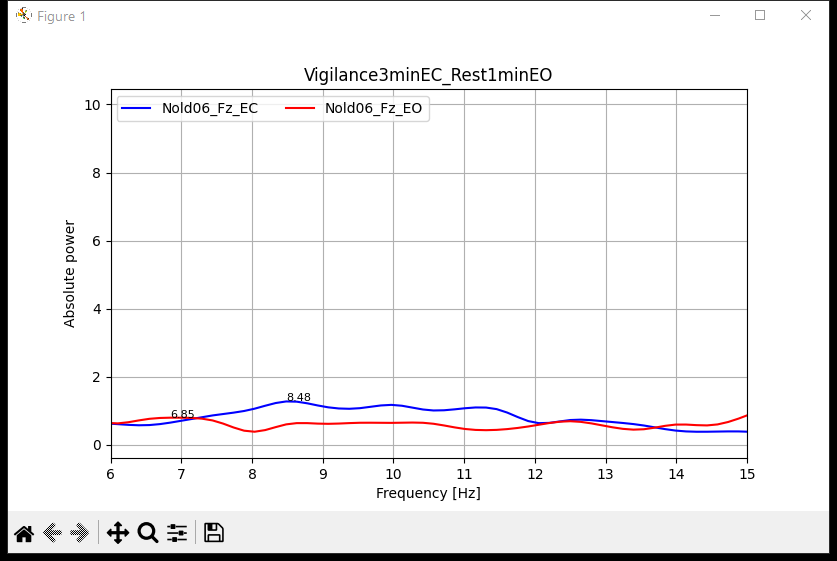 Figure 1
Vigilance3minEC_Rest1minEO
Nold06_Fz_EC Nold06_Fz_EO
10
8
6
4
2
0
Absolute power
6.85
8.48
6 7 8 9 10 11 12 13 14 15
Frequency [Hz]